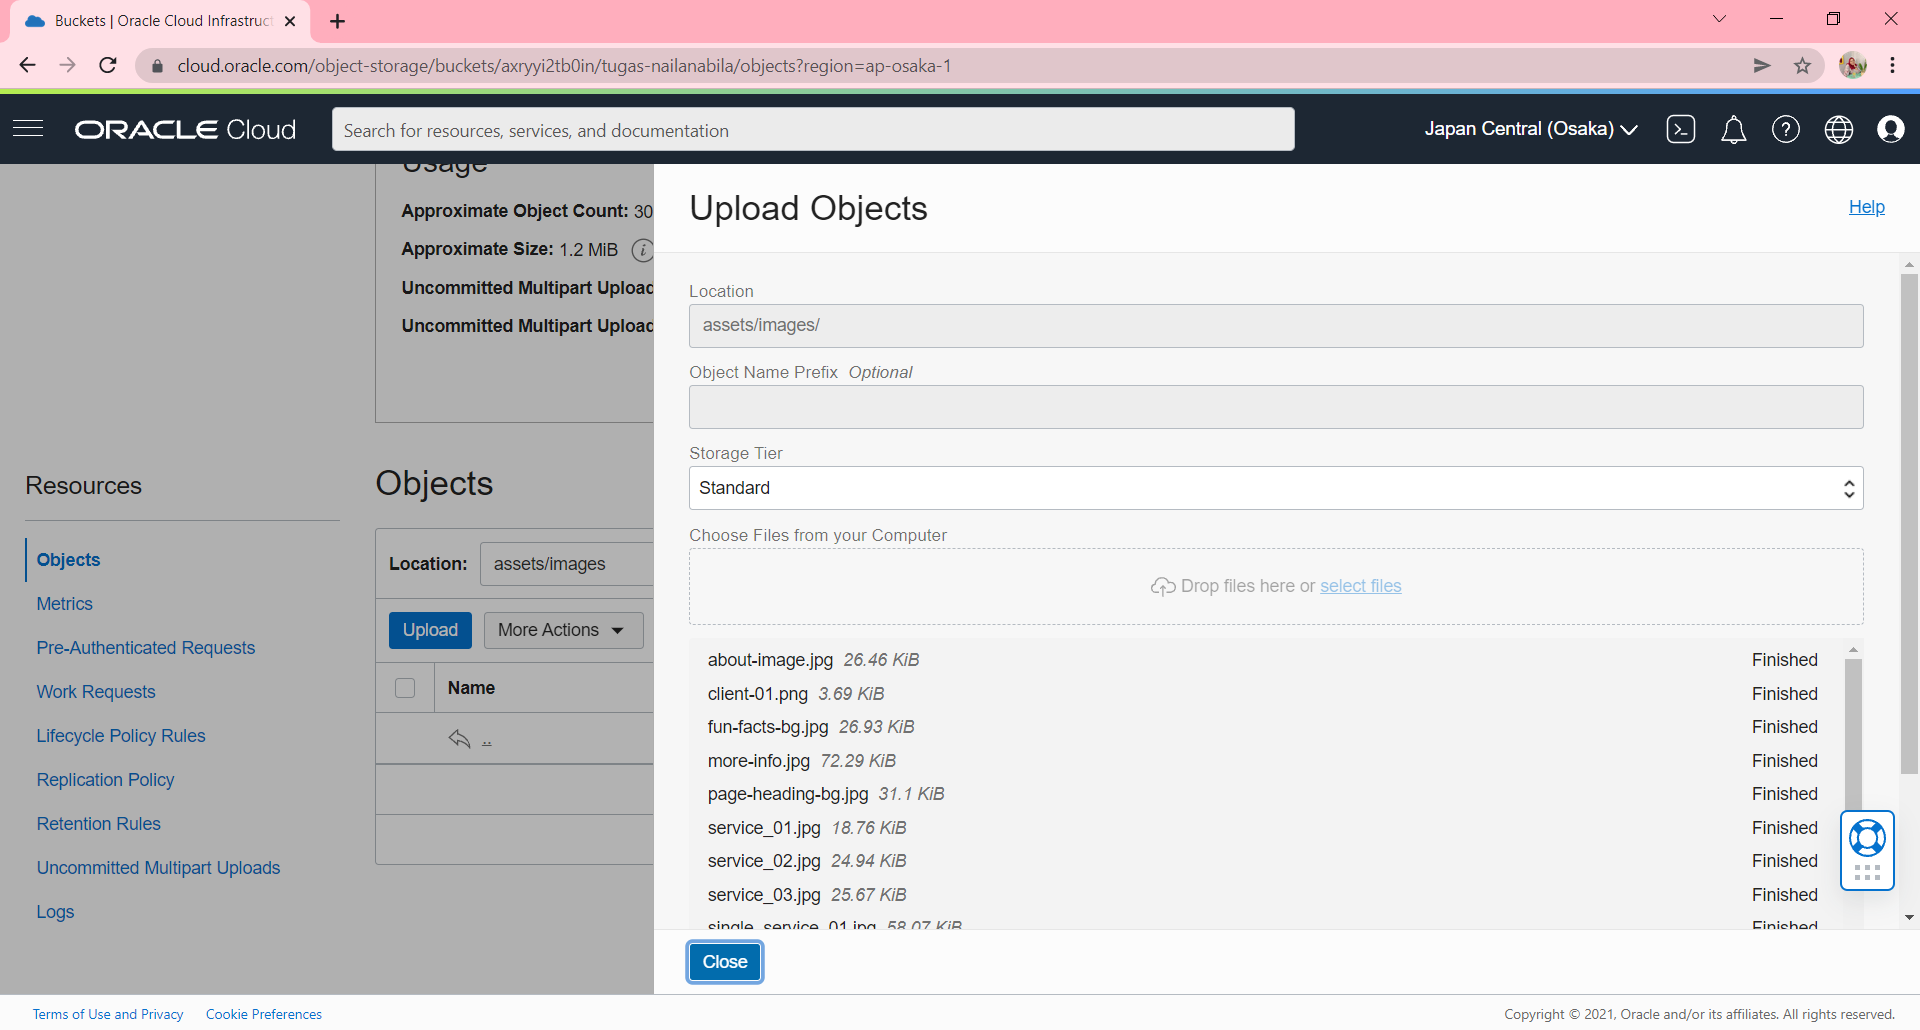 Buckets | Oracle Cloud Infrastruct
cloud.oracle.com/object-storage/buckets/axryyi2tb0in/tugas-nailanabila/objects?region=ap-osaka-1
ORACLE Cloud
Search for resources, services, and documentation
Japan Central (Osaka)
Usage
Approximate Object Count: 30
Approximate Size: 1.2 MiB
Uncommitted Multipart Upload
Uncommitted Multipart Upload
Resources
Objects
Metrics
Pre-Authenticated Requests
Work Requests
Lifecycle Policy Rules
Replication Policy
Retention Rules
Uncommitted Multipart Uploads
Logs
Objects
Location: assets/images
Upload More Actions
Name
..
Upload Objects
Help
Location
assets/images/
Object Name Prefix Optional
Storage Tier
Standard
Choose Files from your Computer
Drop files here or select files
about-image.jpg 26.46 KiB Finished
client-01.png 3.69 KiB Finished
fun-facts-bg.jpg 26.93 KiB Finished
more-info.jpg 72.29 KiB Finished
page-heading-bg.jpg 31.1 KiB Finished
service_01.jpg 18.76 KiB Finished
service_02.jpg 24.94 KiB Finished
service_03.jpg 25.67 KiB Finished
single_service_01.jpg 58.07 KiB Finished
Close
Terms of Use and Privacy Cookie Preferences
Copyright © 2021, Oracle and/or its affiliates. All rights reserved.